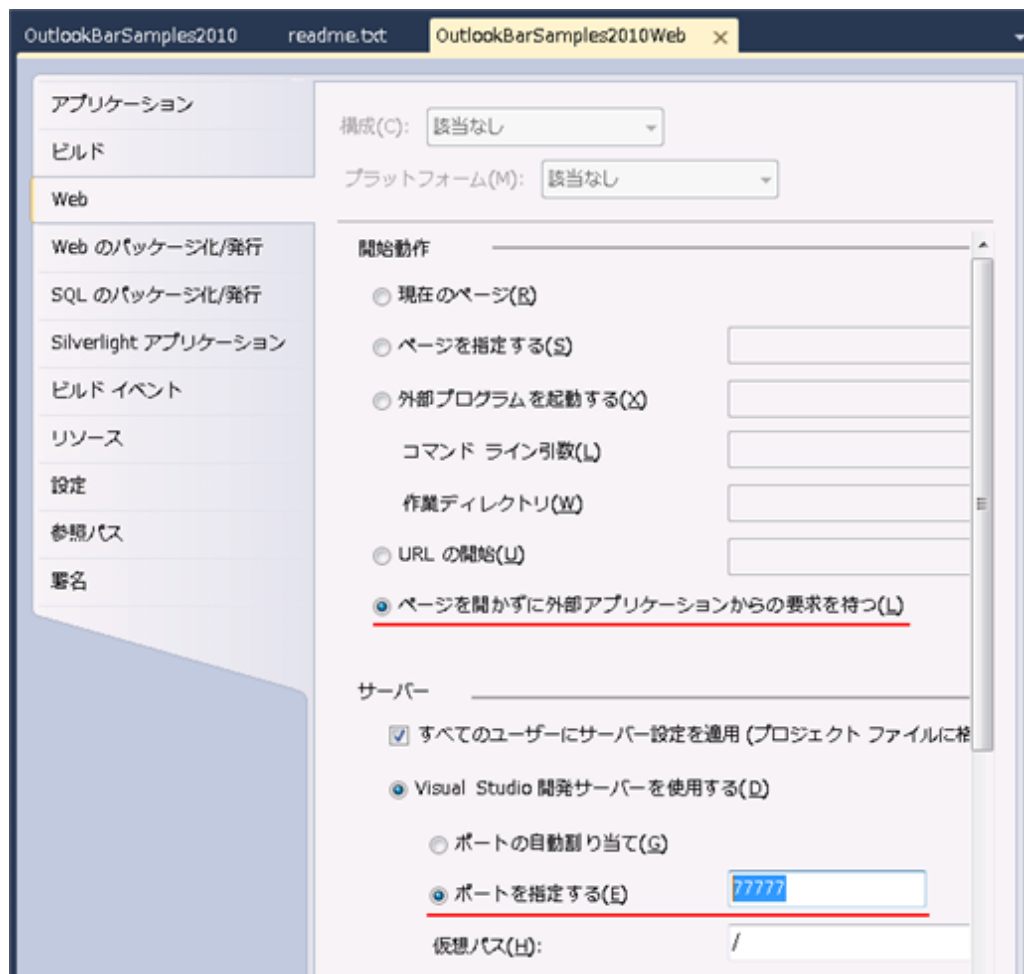 OutlookBarSamples2010 readme.txt OutlookBarSamples2010Web
アプリケーション
ビルド
Web
Web のパッケージ化/発行
SQL のパッケージ化/発行
Silverlight アプリケーション
ビルド イベント
リソース
設定
参照パス
署名
構成(C): 該当なし
プラットフォーム(M): 該当なし
開始動作
現在のページ(R)
ページを指定する(S)
外部プログラムを起動する(X)
コマンド ライン引数(L)
作業ディレクトリ(W)
URL の開始(U)
ページを開かずに外部アプリケーションからの要求を待つ(L)
サーバー
すべてのユーザーにサーバー設定を適用 (プロジェクト ファイルに格
Visual Studio 開発サーバーを使用する(D)
ポートの自動割り当て(G)
ポートを指定する(E) 77777
仮想パス(H): /